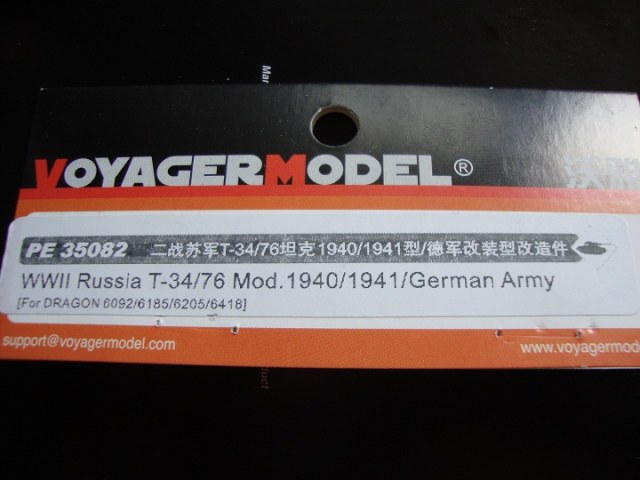 VOYAGERMODEL®
PE 35082 二战苏军T-34/76坦克1940/1941型/德军改装型改造件
WWII Russia T-34/76 Mod.1940/1941/German Army
[For DRAGON 6092/6185/6205/6418]
support@voyagermodel.com
www.voyagermodel